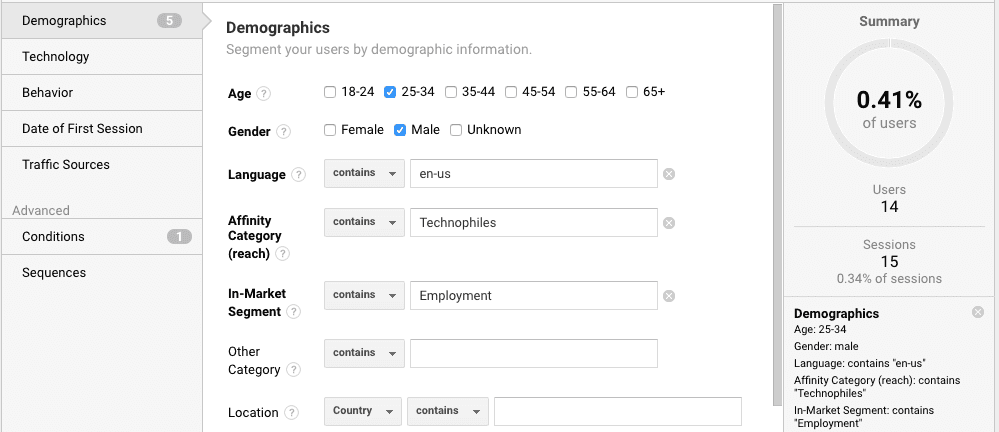 Demographics 5
Technology
Behavior
Date of First Session
Traffic Sources
Advanced
Conditions 1
Sequences
Demographics
Segment your users by demographic information.
Age ? 18-24 25-34 35-44 45-54 55-64 65+
Gender ? Female Male Unknown
Language ? contains en-us
Affinity
Category
(reach) ?
contains Technophiles
In-Market
Segment ?
contains Employment
Other
Category ?
contains
Location ? Country contains
Summary
0.41%
of users
Users
14
Sessions
15
0.34% of sessions
Demographics
Age: 25-34
Gender: male
Language: contains "en-us"
Affinity Category (reach): contains
"Technophiles"
In-Market Segment: contains
"Employment"